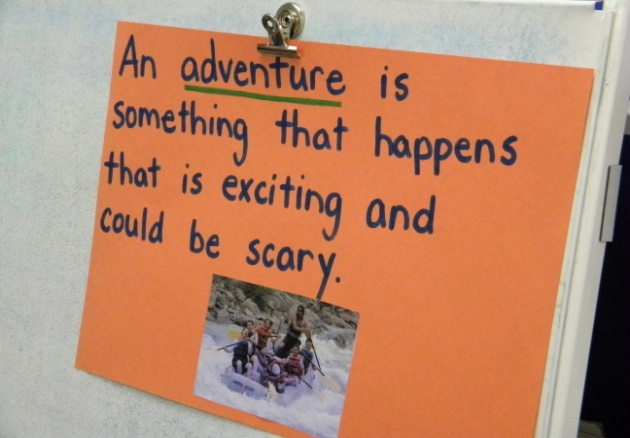 An adventure is
something that happens
that is exciting and
could be scary.